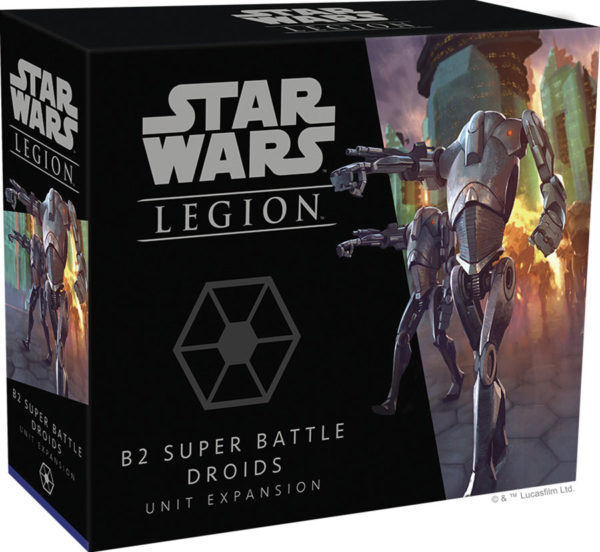 STAR
WARS
LEGION
STAR
WARS
LEGION
B2 SUPER BATTLE
DROIDS
UNIT EXPANSION
STAR
WARS
LEGION
B2 SUPER BATTLE
DROIDS
UNIT EXPANSION
© & ™ Lucasfilm Ltd.